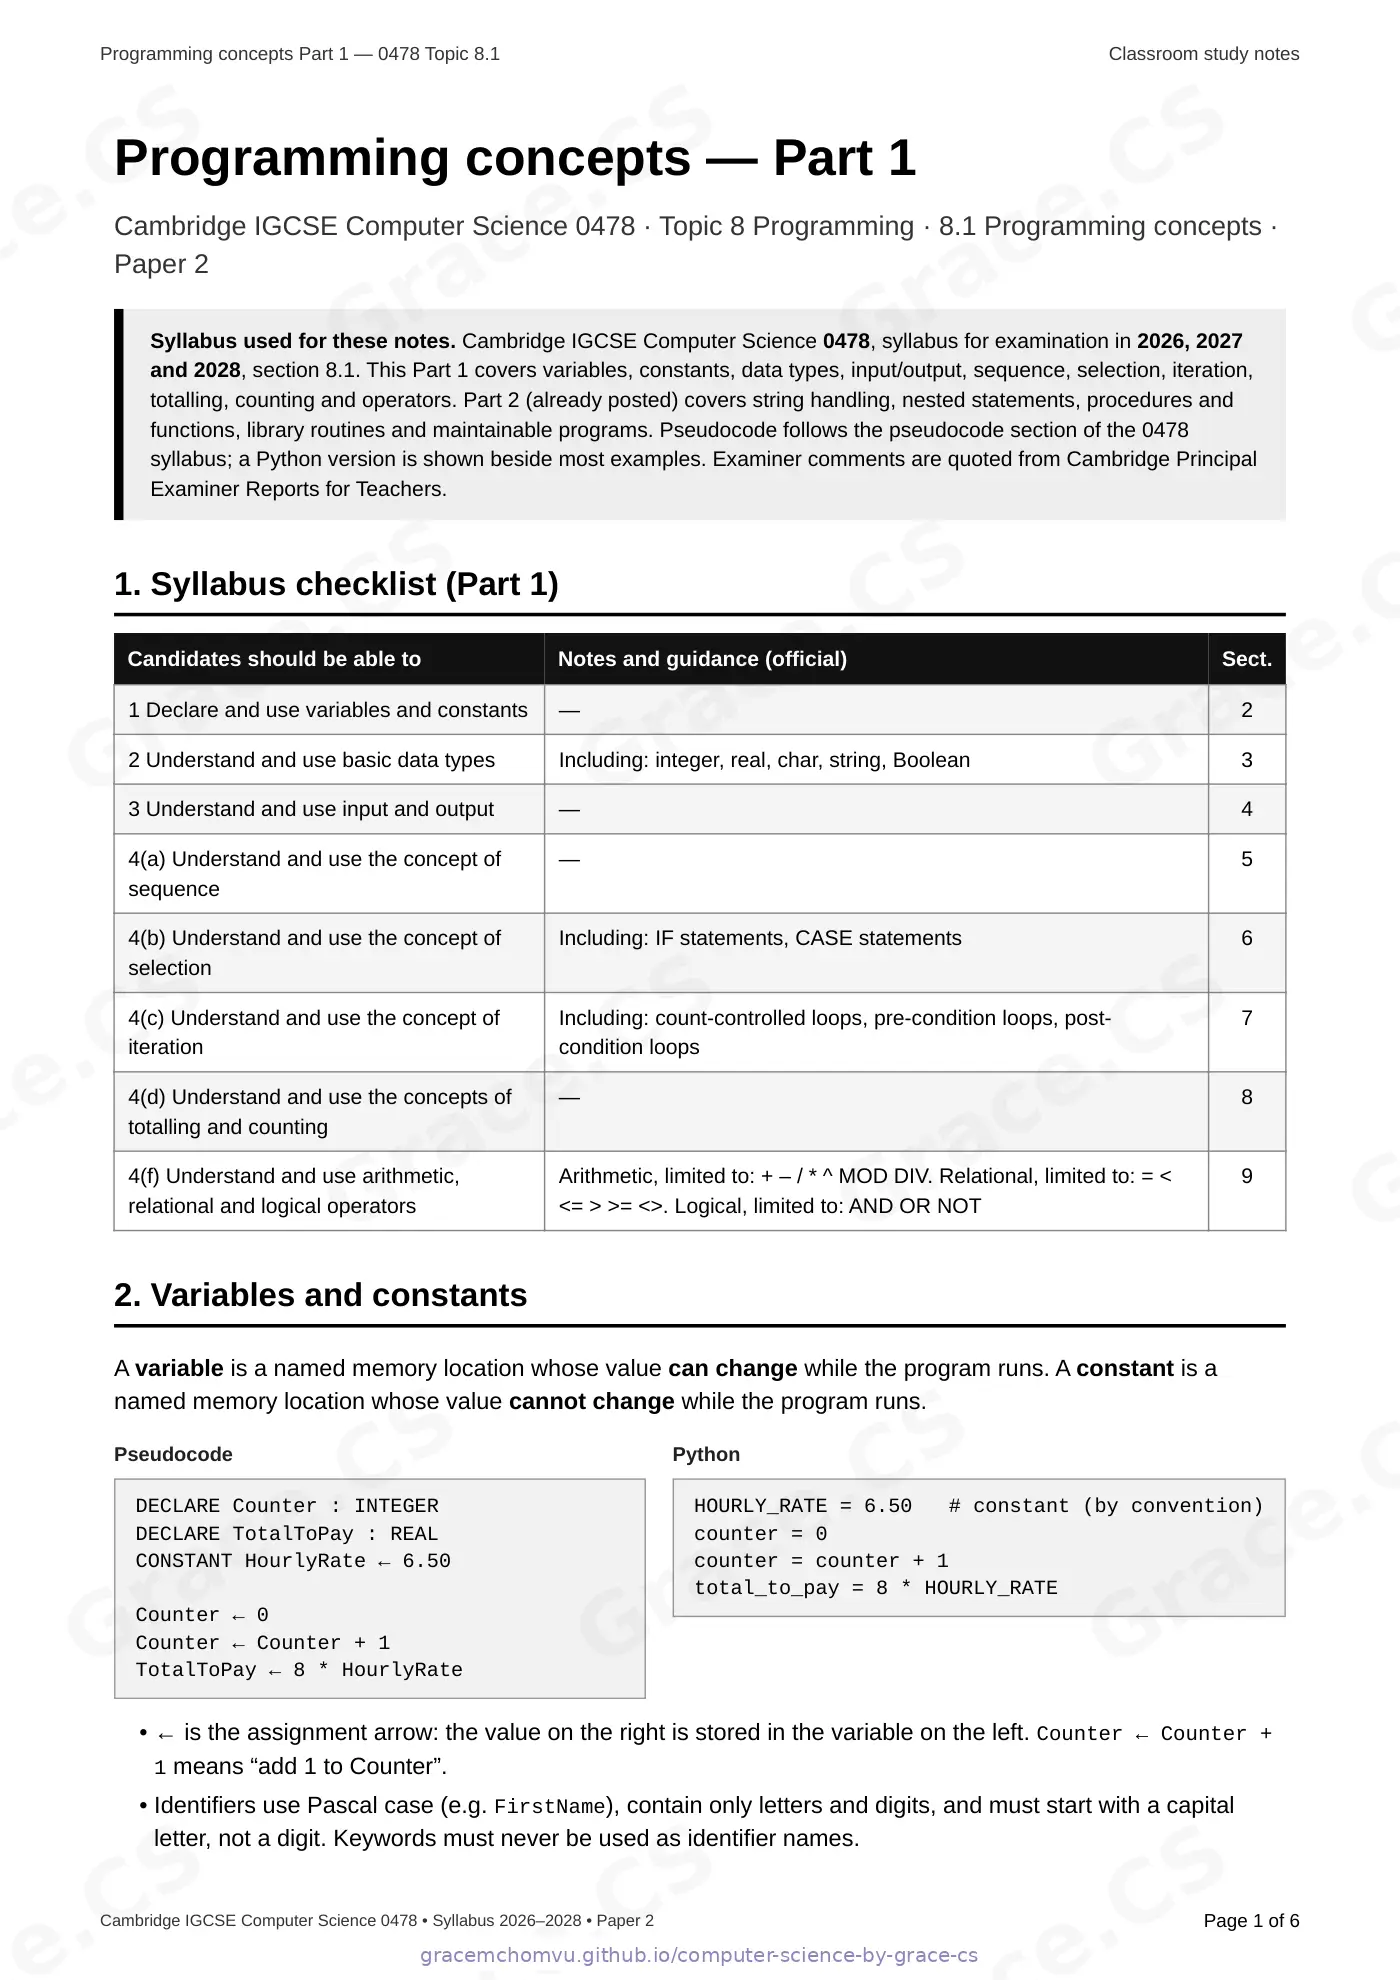 Programming concepts Part 1 — 0478 Topic 8.1 Classroom study notes
Programming concepts — Part 1
Cambridge IGCSE Computer Science 0478 · Topic 8 Programming · 8.1 Programming concepts ·
Paper 2
Syllabus used for these notes. Cambridge IGCSE Computer Science 0478, syllabus for examination in 2026, 2027
and 2028, section 8.1. This Part 1 covers variables, constants, data types, input/output, sequence, selection, iteration,
totalling, counting and operators. Part 2 (already posted) covers string handling, nested statements, procedures and
functions, library routines and maintainable programs. Pseudocode follows the pseudocode section of the 0478
syllabus; a Python version is shown beside most examples. Examiner comments are quoted from Cambridge Principal
Examiner Reports for Teachers.
1. Syllabus checklist (Part 1)
Candidates should be able to Notes and guidance (official) Sect.
1 Declare and use variables and constants — 2
2 Understand and use basic data types Including: integer, real, char, string, Boolean 3
3 Understand and use input and output — 4
4(a) Understand and use the concept of — 5
sequence
4(b) Understand and use the concept of Including: IF statements, CASE statements 6
selection
4(c) Understand and use the concept of Including: count-controlled loops, pre-condition loops, post- 7
iteration condition loops
4(d) Understand and use the concepts of — 8
totalling and counting
4(f) Understand and use arithmetic, Arithmetic, limited to: + – / * ^ MOD DIV. Relational, limited to: = < 9
relational and logical operators <= > >= <>. Logical, limited to: AND OR NOT
2. Variables and constants
A variable is a named memory location whose value can change while the program runs. A constant is a
named memory location whose value cannot change while the program runs.
Pseudocode
DECLARE Counter : INTEGER
DECLARE TotalToPay : REAL
CONSTANT HourlyRate ← 6.50
Counter ← 0
Counter ← Counter + 1
TotalToPay ← 8 * HourlyRate
Python
HOURLY_RATE = 6.50 # constant (by convention)
counter = 0
counter = counter + 1
total_to_pay = 8 * HOURLY_RATE
• ← is the assignment arrow: the value on the right is stored in the variable on the left. Counter ← Counter +
1 means “add 1 to Counter”.
• Identifiers use Pascal case (e.g. FirstName), contain only letters and digits, and must start with a capital
letter, not a digit. Keywords must never be used as identifier names.
Cambridge IGCSE Computer Science 0478 • Syllabus 2026–2028 • Paper 2 Page 1 of 6
gracemchomvu.github.io/computer-science-by-grace-cs
Grace.CS